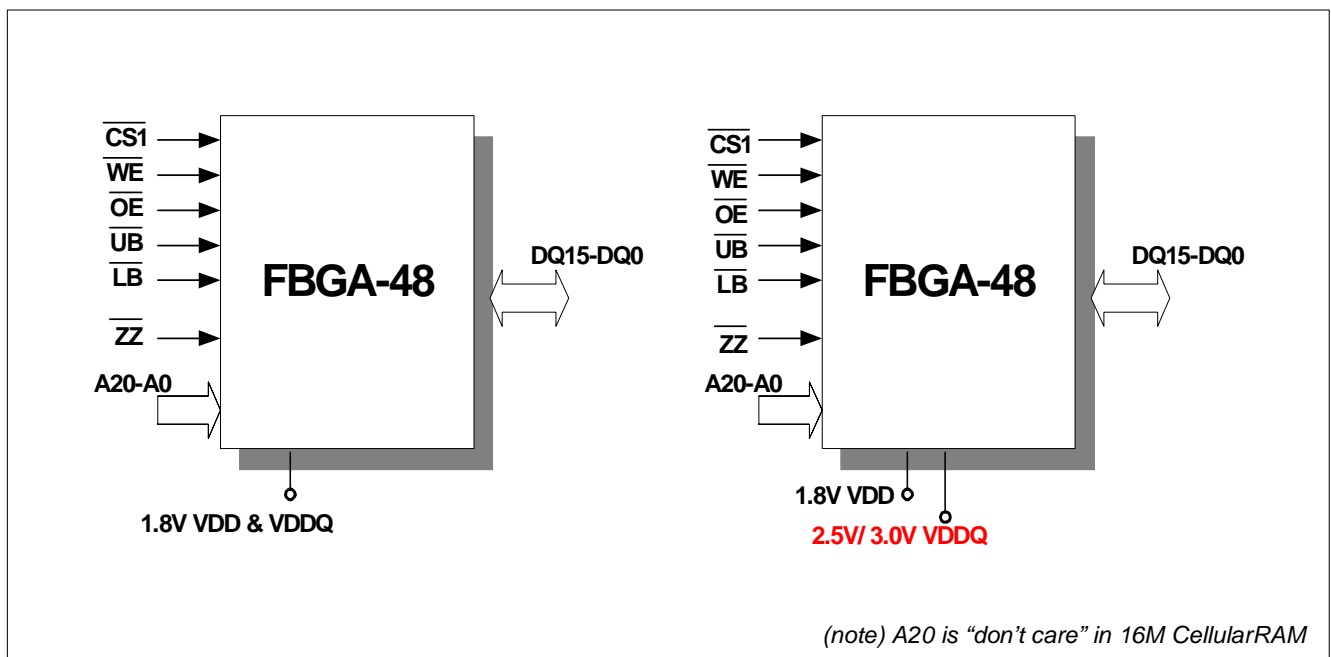 CS1
WE
OE
UB
LB
ZZ
A20-A0
FBGA-48
DQ15-DQ0
1.8V VDD & VDDQ
CS1
WE
OE
UB
LB
ZZ
A20-A0
FBGA-48
DQ15-DQ0
1.8V VDD
2.5V/ 3.0V VDDQ
(note) A20 is “don’t care” in 16M CellularRAM